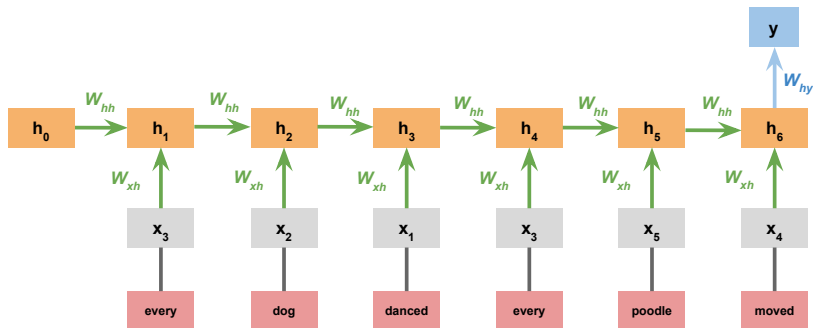 y
W_hy
W_hh W_hh W_hh W_hh W_hh W_hh
h_0 h_1 h_2 h_3 h_4 h_5 h_6
W_xh W_xh W_xh W_xh W_xh W_xh
x_3 x_2 x_1 x_3 x_5 x_4
every dog danced every poodle moved